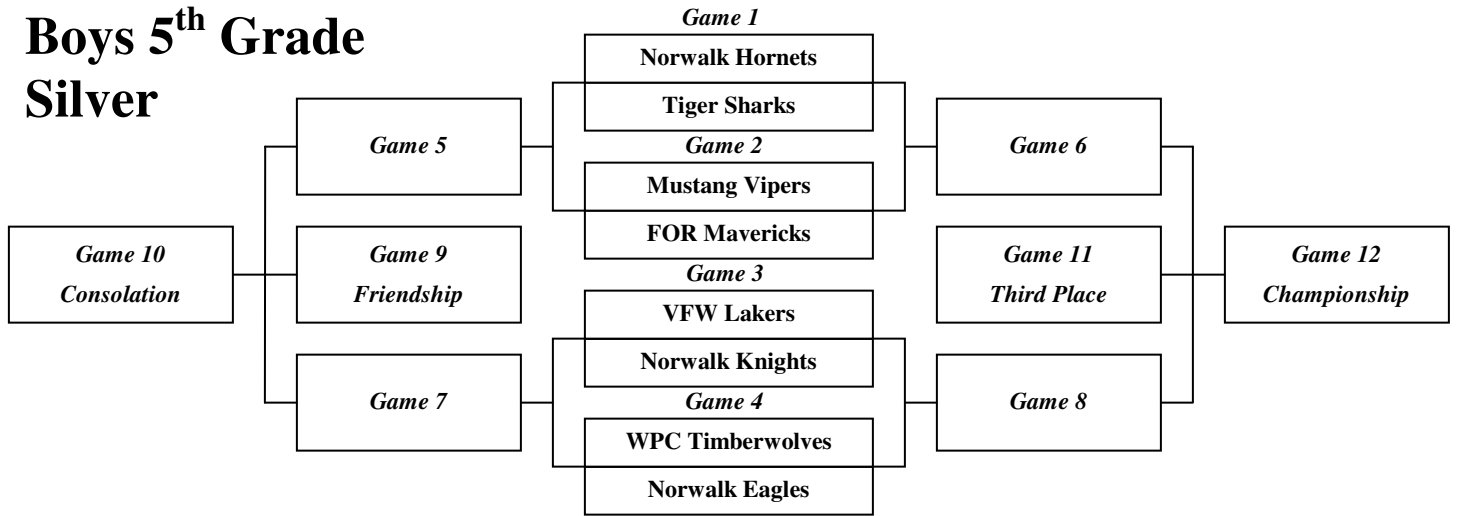 Boys 5th Grade
Silver
Game 1
Norwalk Hornets
Tiger Sharks
Game 5
Game 2
Game 6
Mustang Vipers
FOR Mavericks
Game 10
Consolation
Game 9
Friendship
Game 11
Third Place
Game 12
Championship
Game 3
VFW Lakers
Norwalk Knights
Game 7
Game 4
Game 8
WPC Timberwolves
Norwalk Eagles